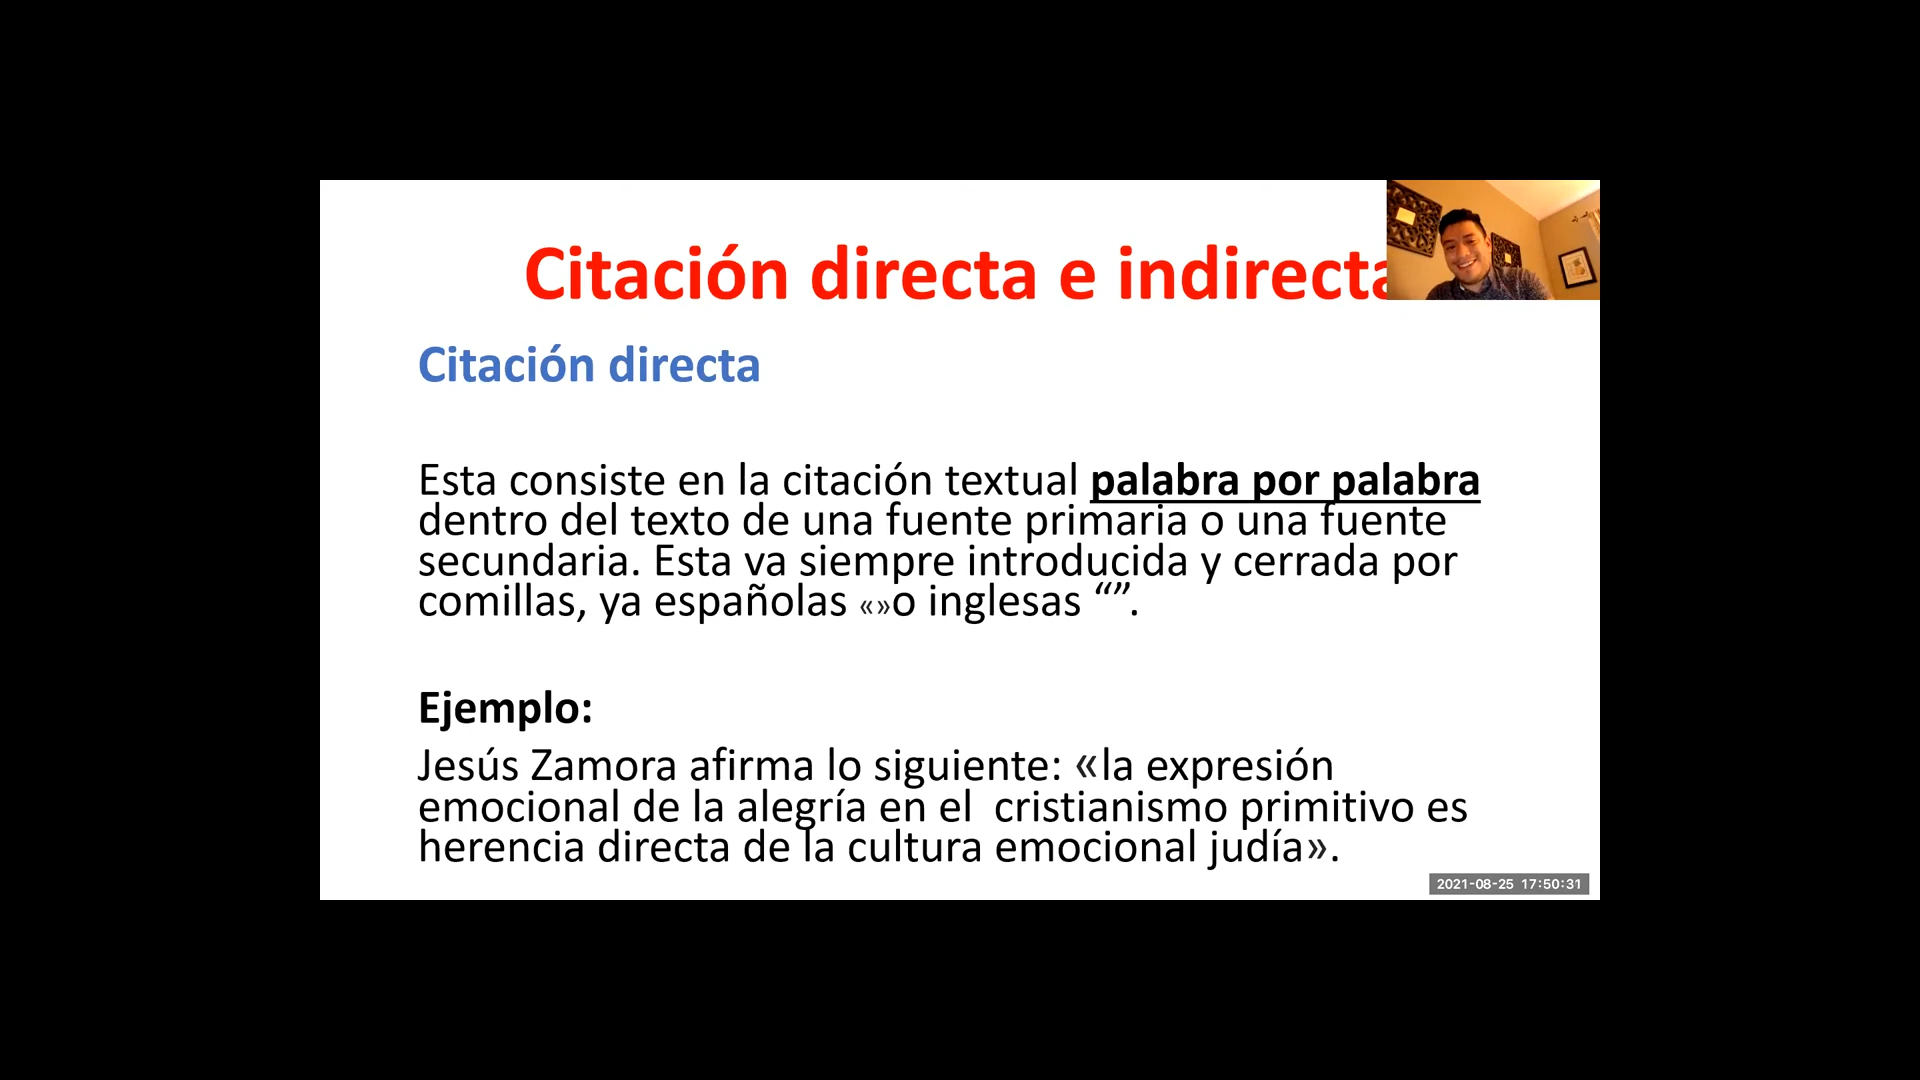 Citación directa e indirecta
Citación directa
Esta consiste en la citación textual palabra por palabra
dentro del texto de una fuente primaria o una fuente
secundaria. Esta va siempre introducida y cerrada por
comillas, ya españolas «»o inglesas “”.
Ejemplo:
Jesús Zamora afirma lo siguiente: «la expresión
emocional de la alegría en el  cristianismo primitivo es
herencia directa de la cultura emocional judía».
2021-08-25 17:50:31